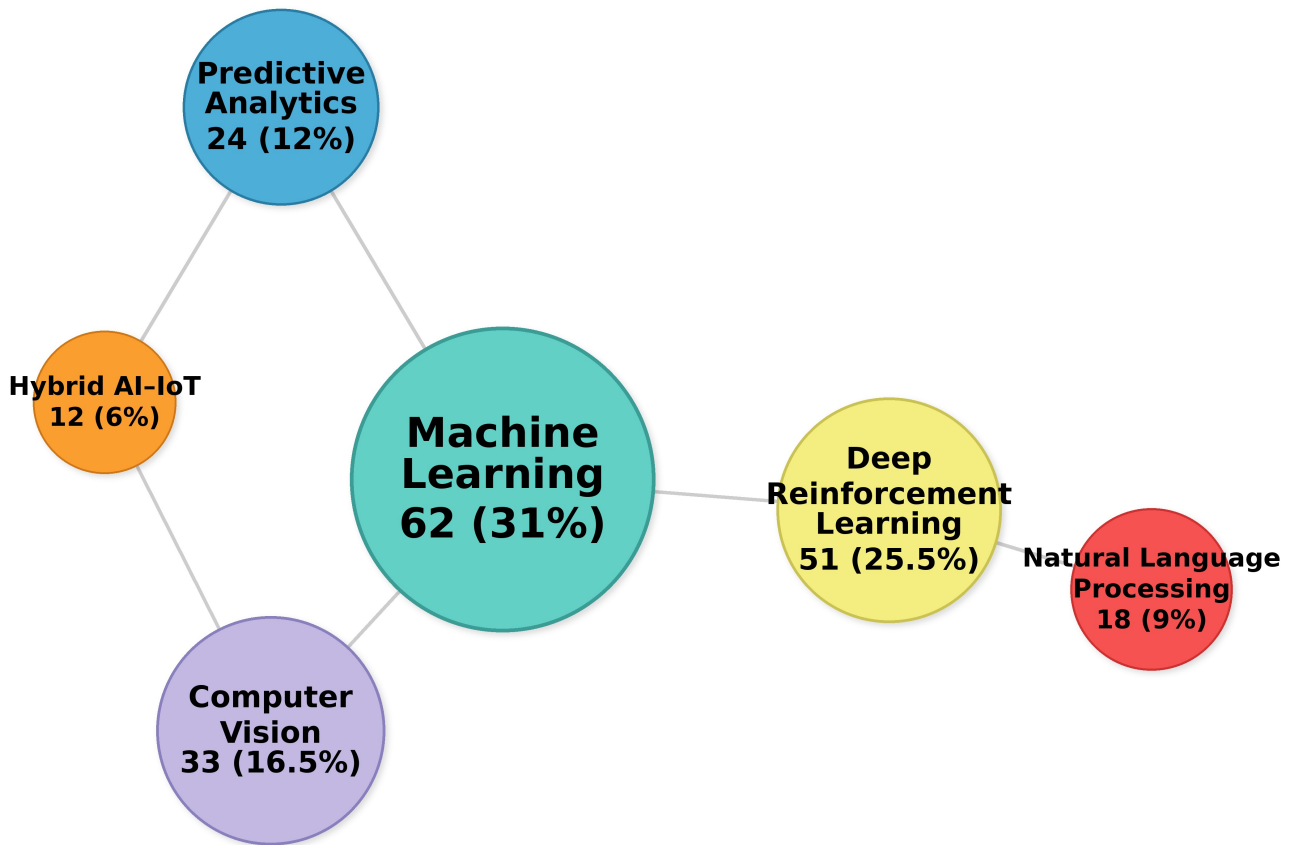 Predictive
Analytics
24 (12%)
Hybrid AI–IoT
12 (6%)
Machine
Learning
62 (31%)
Deep
Reinforcement
Learning
51 (25.5%)
Natural Language
Processing
18 (9%)
Computer
Vision
33 (16.5%)